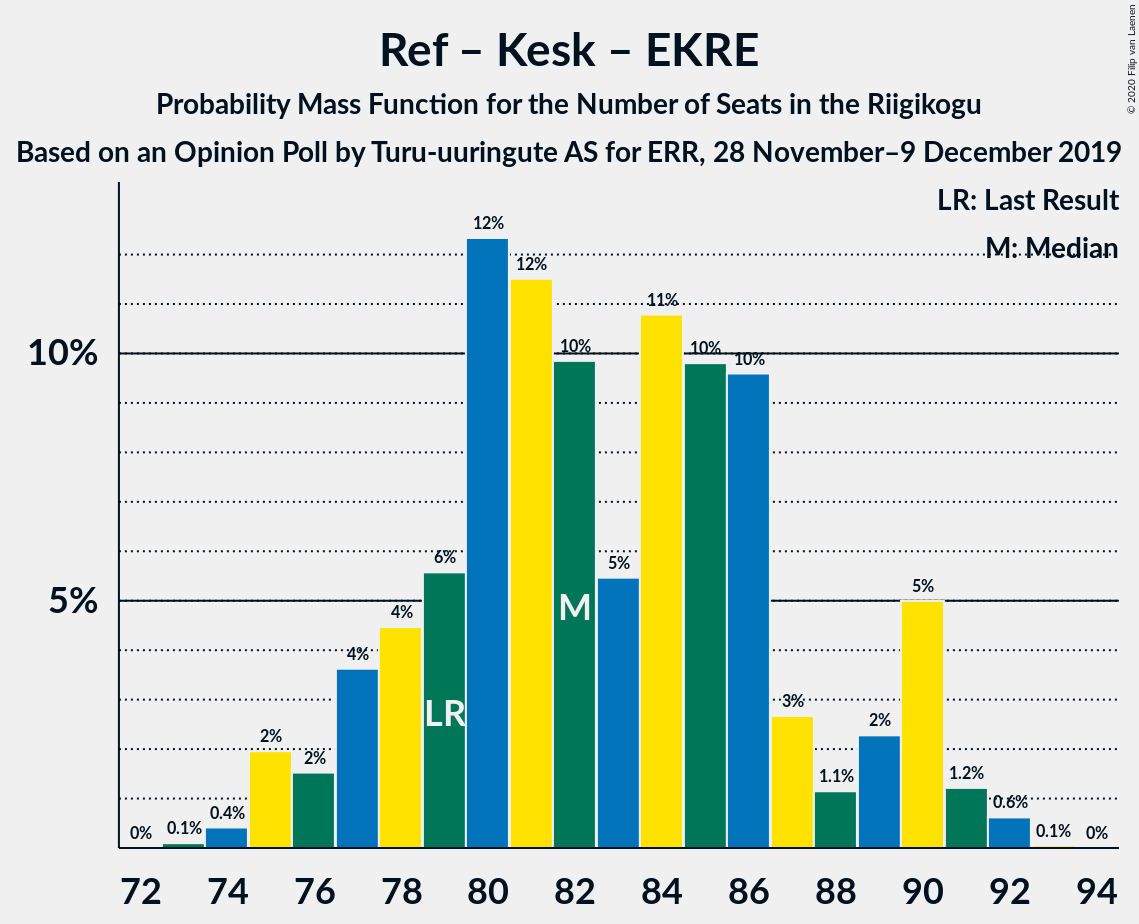 Ref – Kesk – EKRE
Probability Mass Function for the Number of Seats in the Riigikogu
Based on an Opinion Poll by Turu-uuringute AS for ERR, 28 November–9 December 2019
© 2020 Filip van Laenen
LR: Last Result
M: Median
10%
5%
0%
0.1%
0.4%
2%
2%
4%
4%
6%
12%
12%
10%
5%
11%
10%
10%
3%
1.1%
2%
5%
1.2%
0.6%
0.1%
0%
LR
M
72 74 76 78 80 82 84 86 88 90 92 94